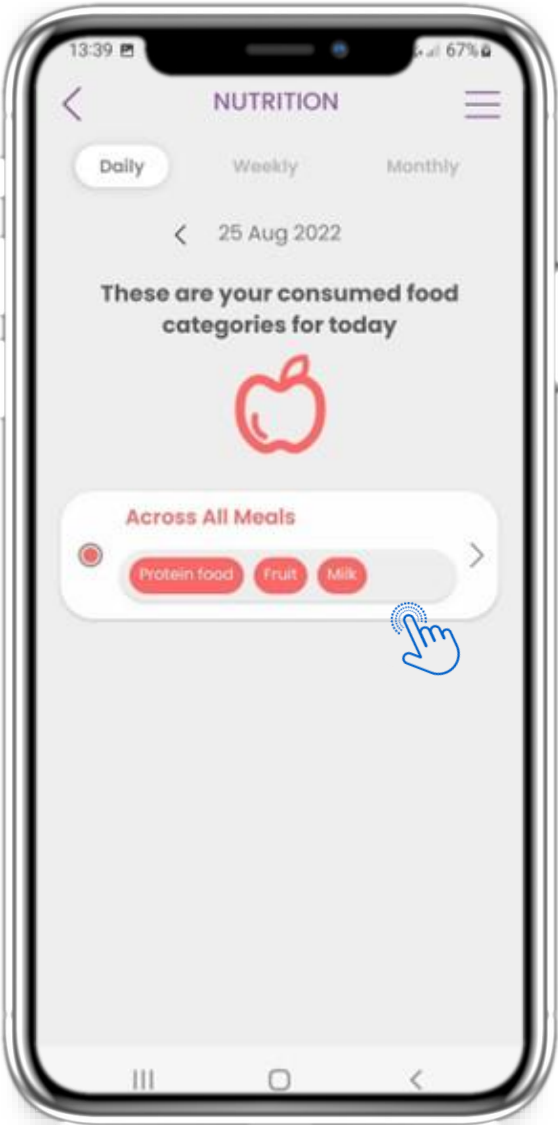 13:39 67%
NUTRITION
Daily Weekly Monthly
25 Aug 2022
These are your consumed food
categories for today
Across All Meals
Protein food Fruit Milk